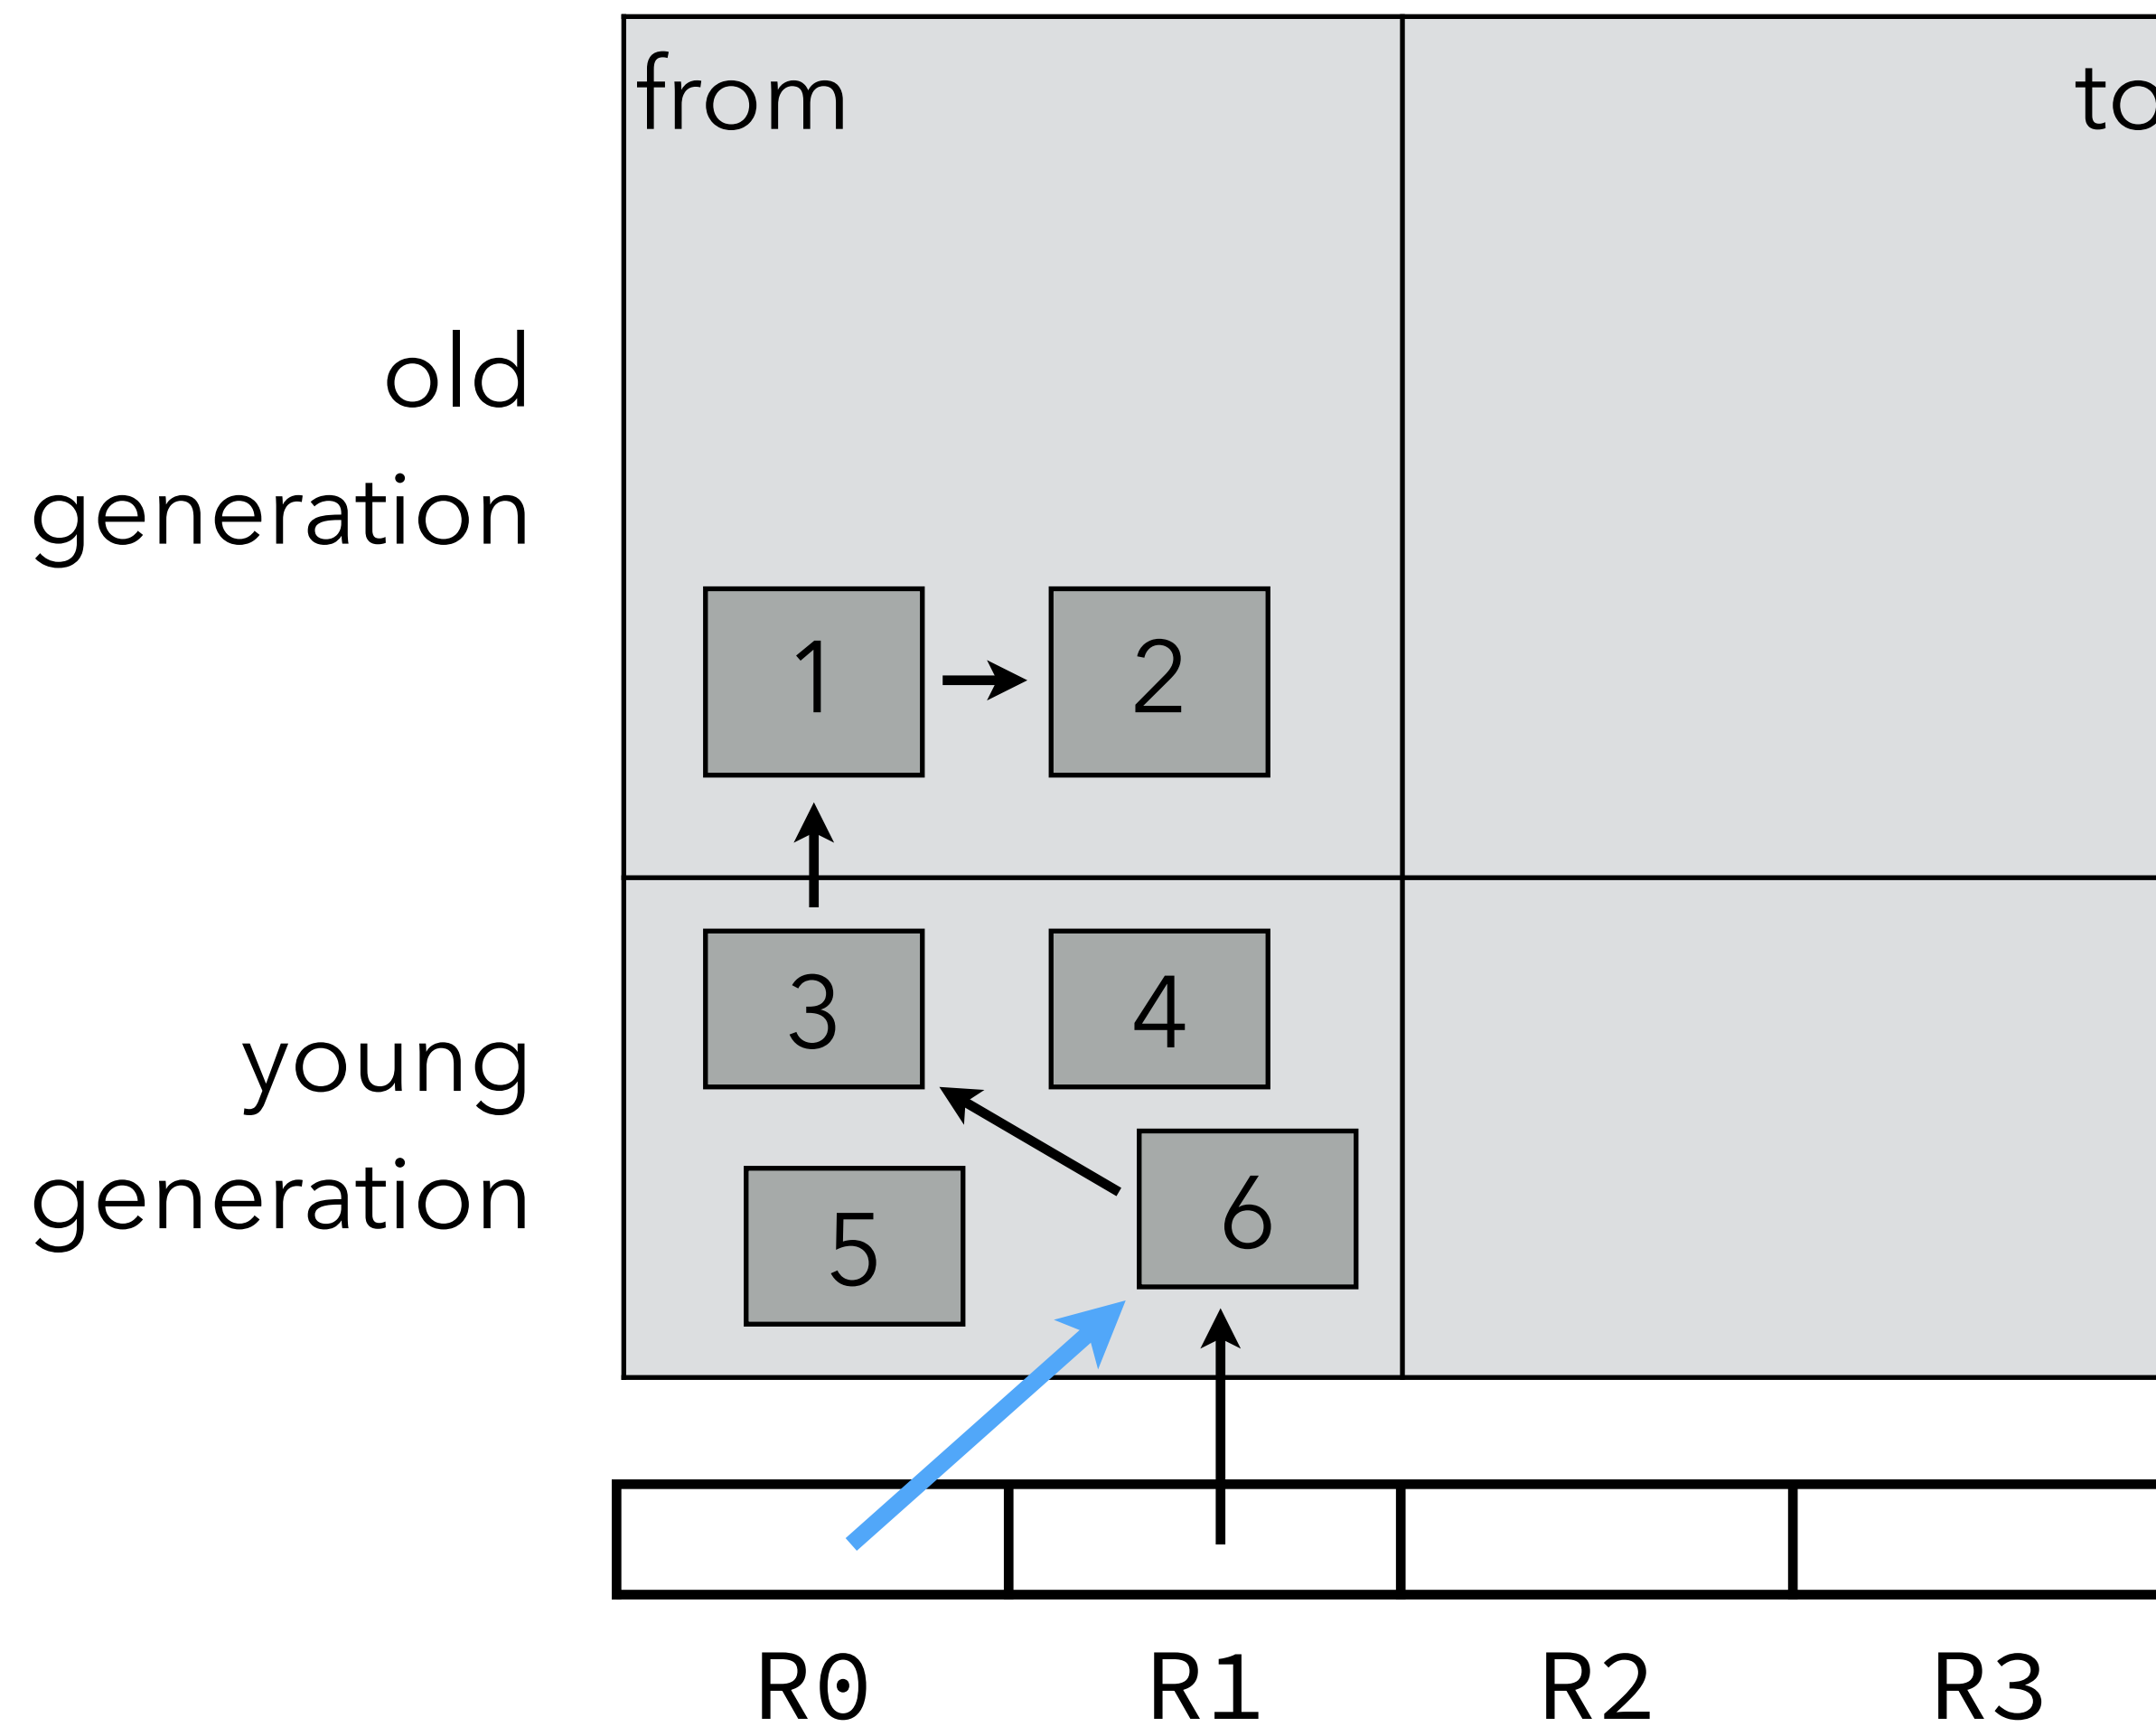 from to
old
generation
1 2
3 4
young
generation
5 6
R0 R1 R2 R3